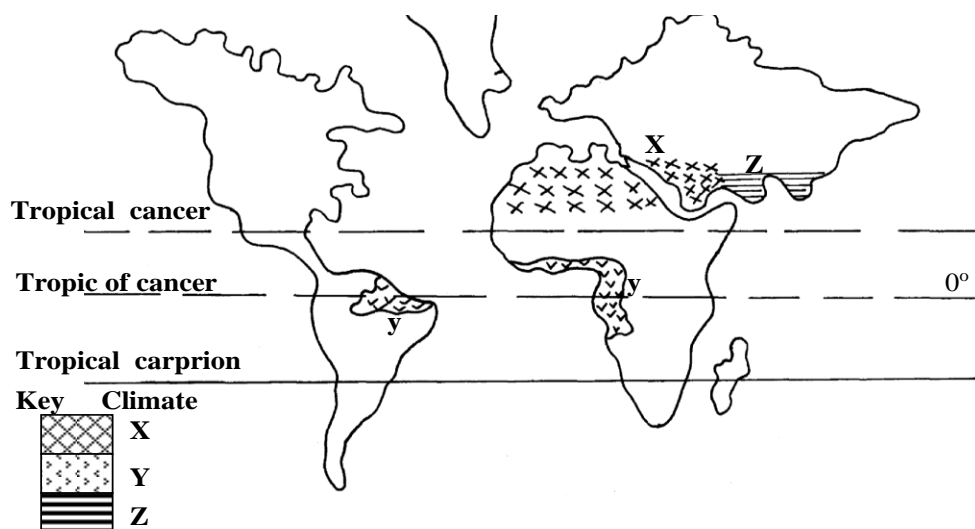 X
Z
Tropical cancer
Tropic of cancer
0°
y
y
Tropical carprion
Key Climate
X
Y
Z